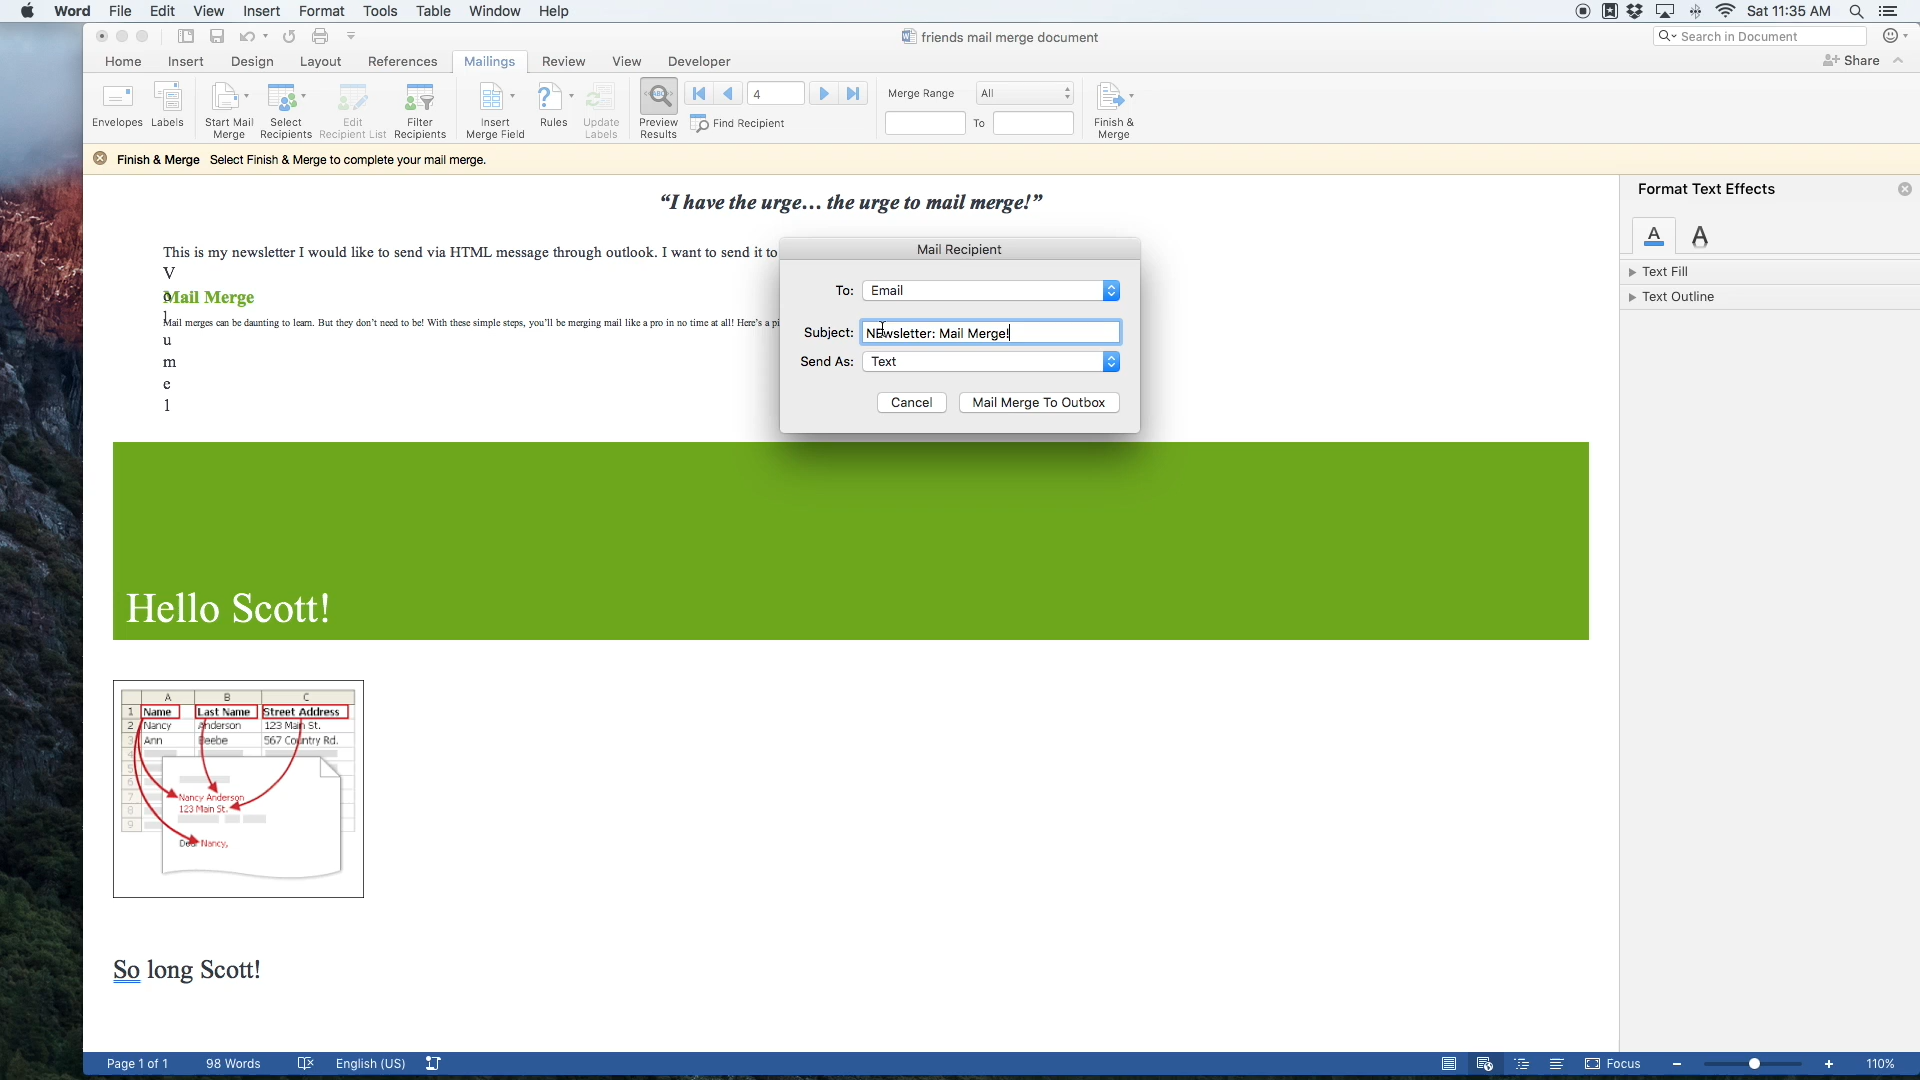 Word File Edit View Insert Format Tools Table Window Help Sat 11:35 AM
friends mail merge document Search in Document
Home Insert Design Layout References Mailings Review View Developer Share
4 Merge Range All
Envelopes Labels Start Mail Merge Select Recipients Edit Recipient List Filter Recipients Insert Merge Field Rules Update Labels Preview Results Find Recipient To Finish & Merge
Finish & Merge Select Finish & Merge to complete your mail merge.
Format Text Effects
Text Fill
Text Outline
“I have the urge… the urge to mail merge!”
This is my newsletter I would like to send via HTML message through outlook. I want to send it to
V
o
l
u
m
e
1
Mail Merge
Mail merges can be daunting to learn. But they don’t need to be! With these simple steps, you’ll be merging mail like a pro in no time at all! Here’s a pi
Mail Recipient
To: Email
Subject: NEwsletter: Mail Merge!
Send As: Text
Cancel Mail Merge To Outbox
Hello Scott!
A B C
1 Name Last Name Street Address
2 Nancy Anderson 123 Main St.
3 Ann Beebe 567 Country Rd.
4
5
6
7
8
9
Nancy Anderson
123 Main St.
Dear Nancy,
So long Scott!
Page 1 of 1 98 Words English (US) Focus 110%